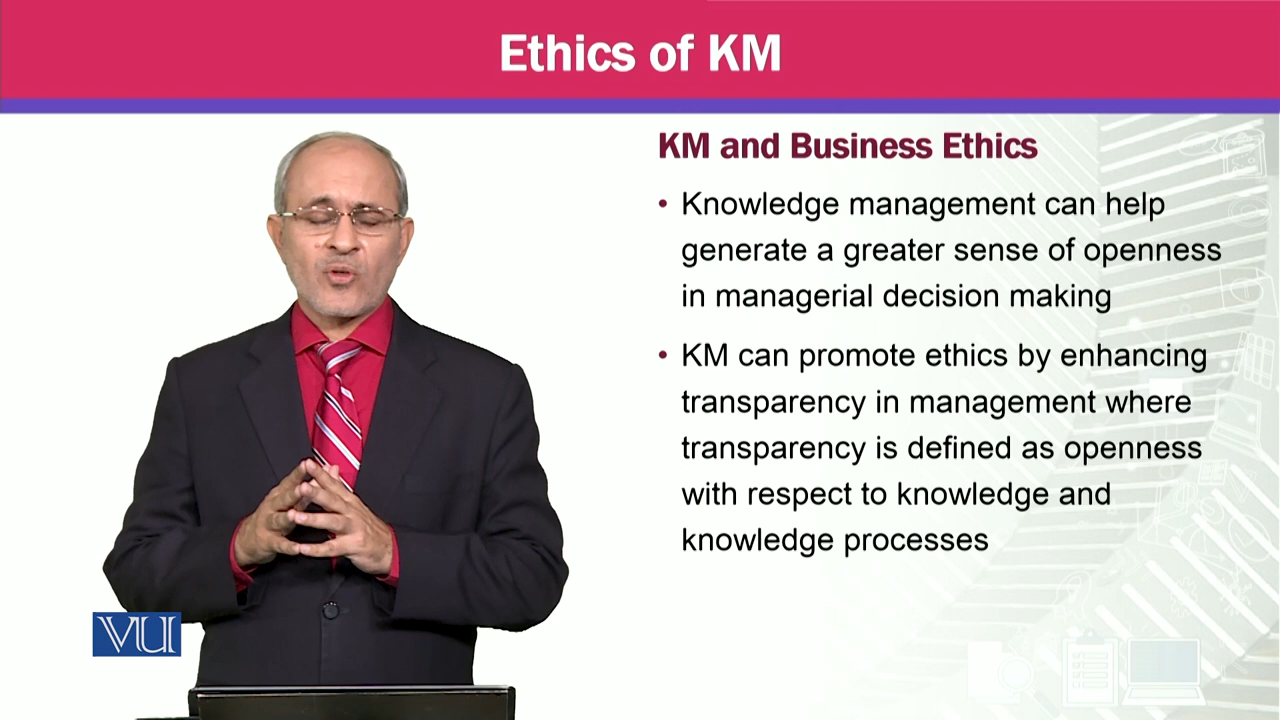 Ethics of KM
KM and Business Ethics
• Knowledge management can help
generate a greater sense of openness
in managerial decision making
• KM can promote ethics by enhancing
transparency in management where
transparency is defined as openness
with respect to knowledge and
knowledge processes
VU